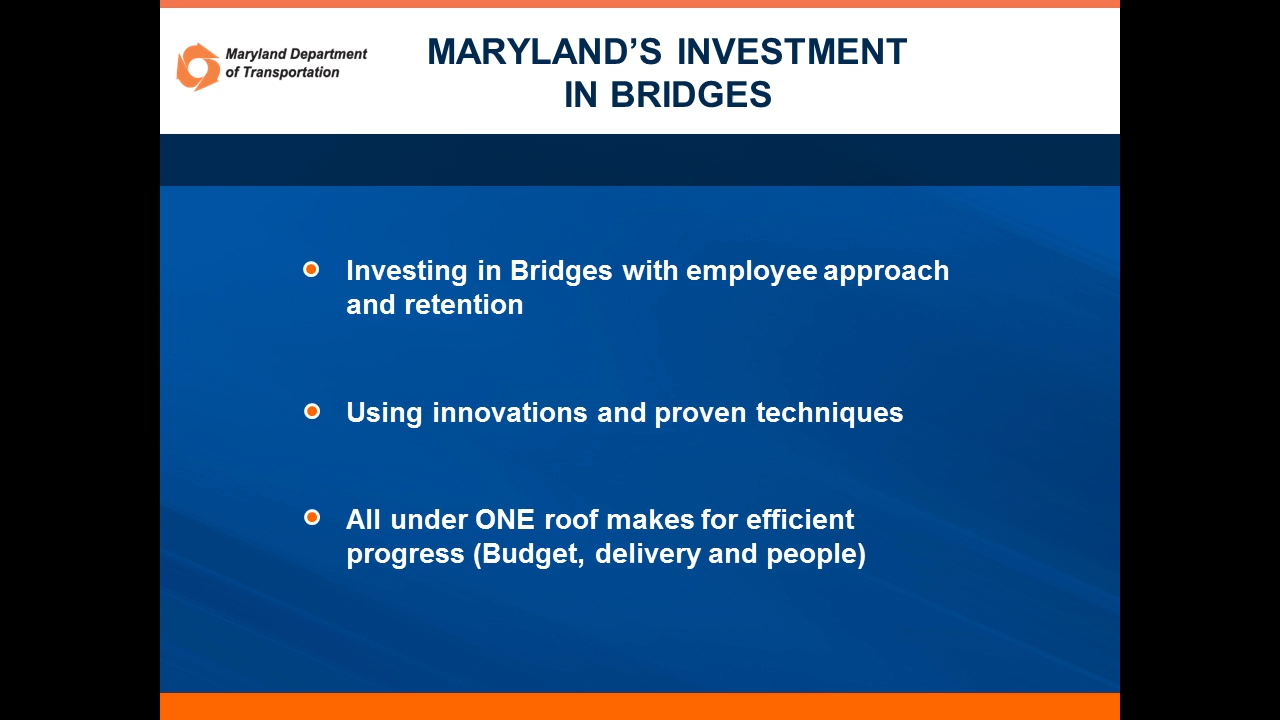 Maryland Department
of Transportation
MARYLAND’S INVESTMENT
IN BRIDGES
Investing in Bridges with employee approach
and retention
Using innovations and proven techniques
All under ONE roof makes for efficient
progress (Budget, delivery and people)